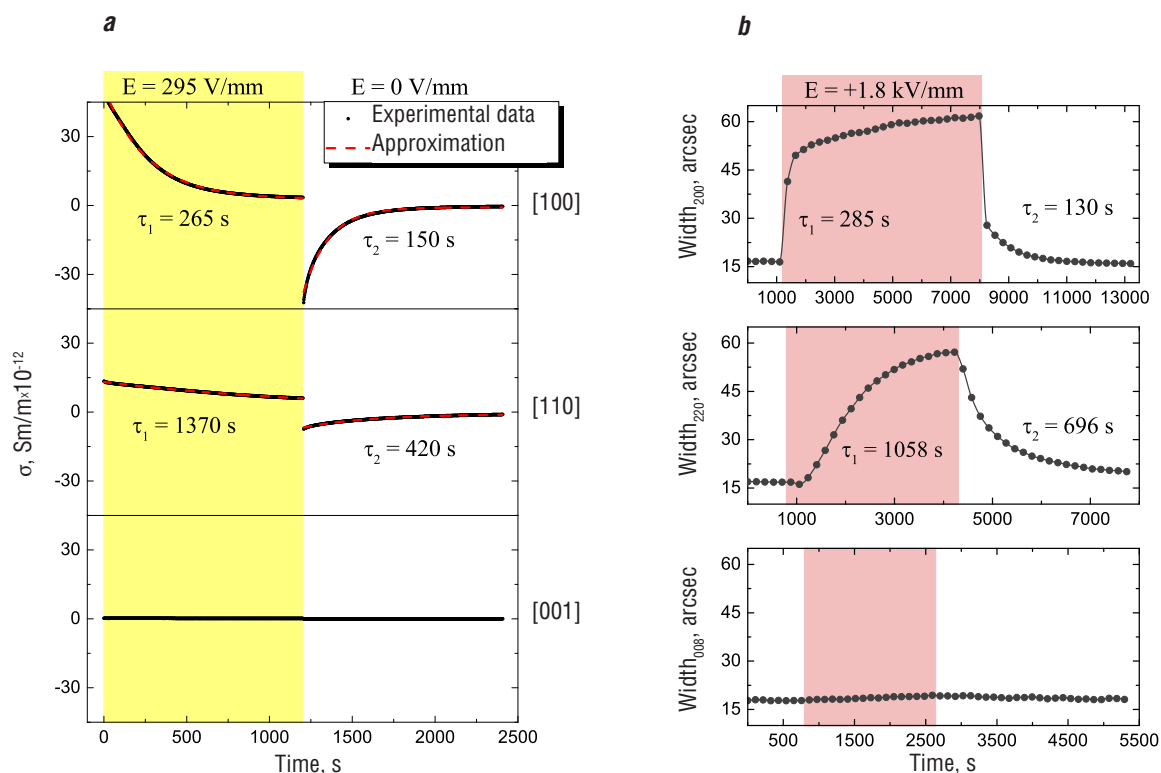 a
E = 295 V/mm
E = 0 V/mm
Experimental data
Approximation
30
0
-30
τ1 = 265 s
τ2 = 150 s
[100]
30
0
-30
τ1 = 1370 s
τ2 = 420 s
[110]
30
0
-30
[001]
σ, Sm/m×10-12
0
500
1000
1500
2000
2500
Time, s
b
E = +1.8 kV/mm
Width200, arcsec
60
45
30
15
τ1 = 285 s
τ2 = 130 s
1000
3000
5000
7000
9000
11000
13000
Width220, arcsec
60
45
30
15
τ1 = 1058 s
τ2 = 696 s
1000
3000
5000
7000
Width008, arcsec
60
45
30
15
500
1500
2500
3500
4500
5500
Time, s